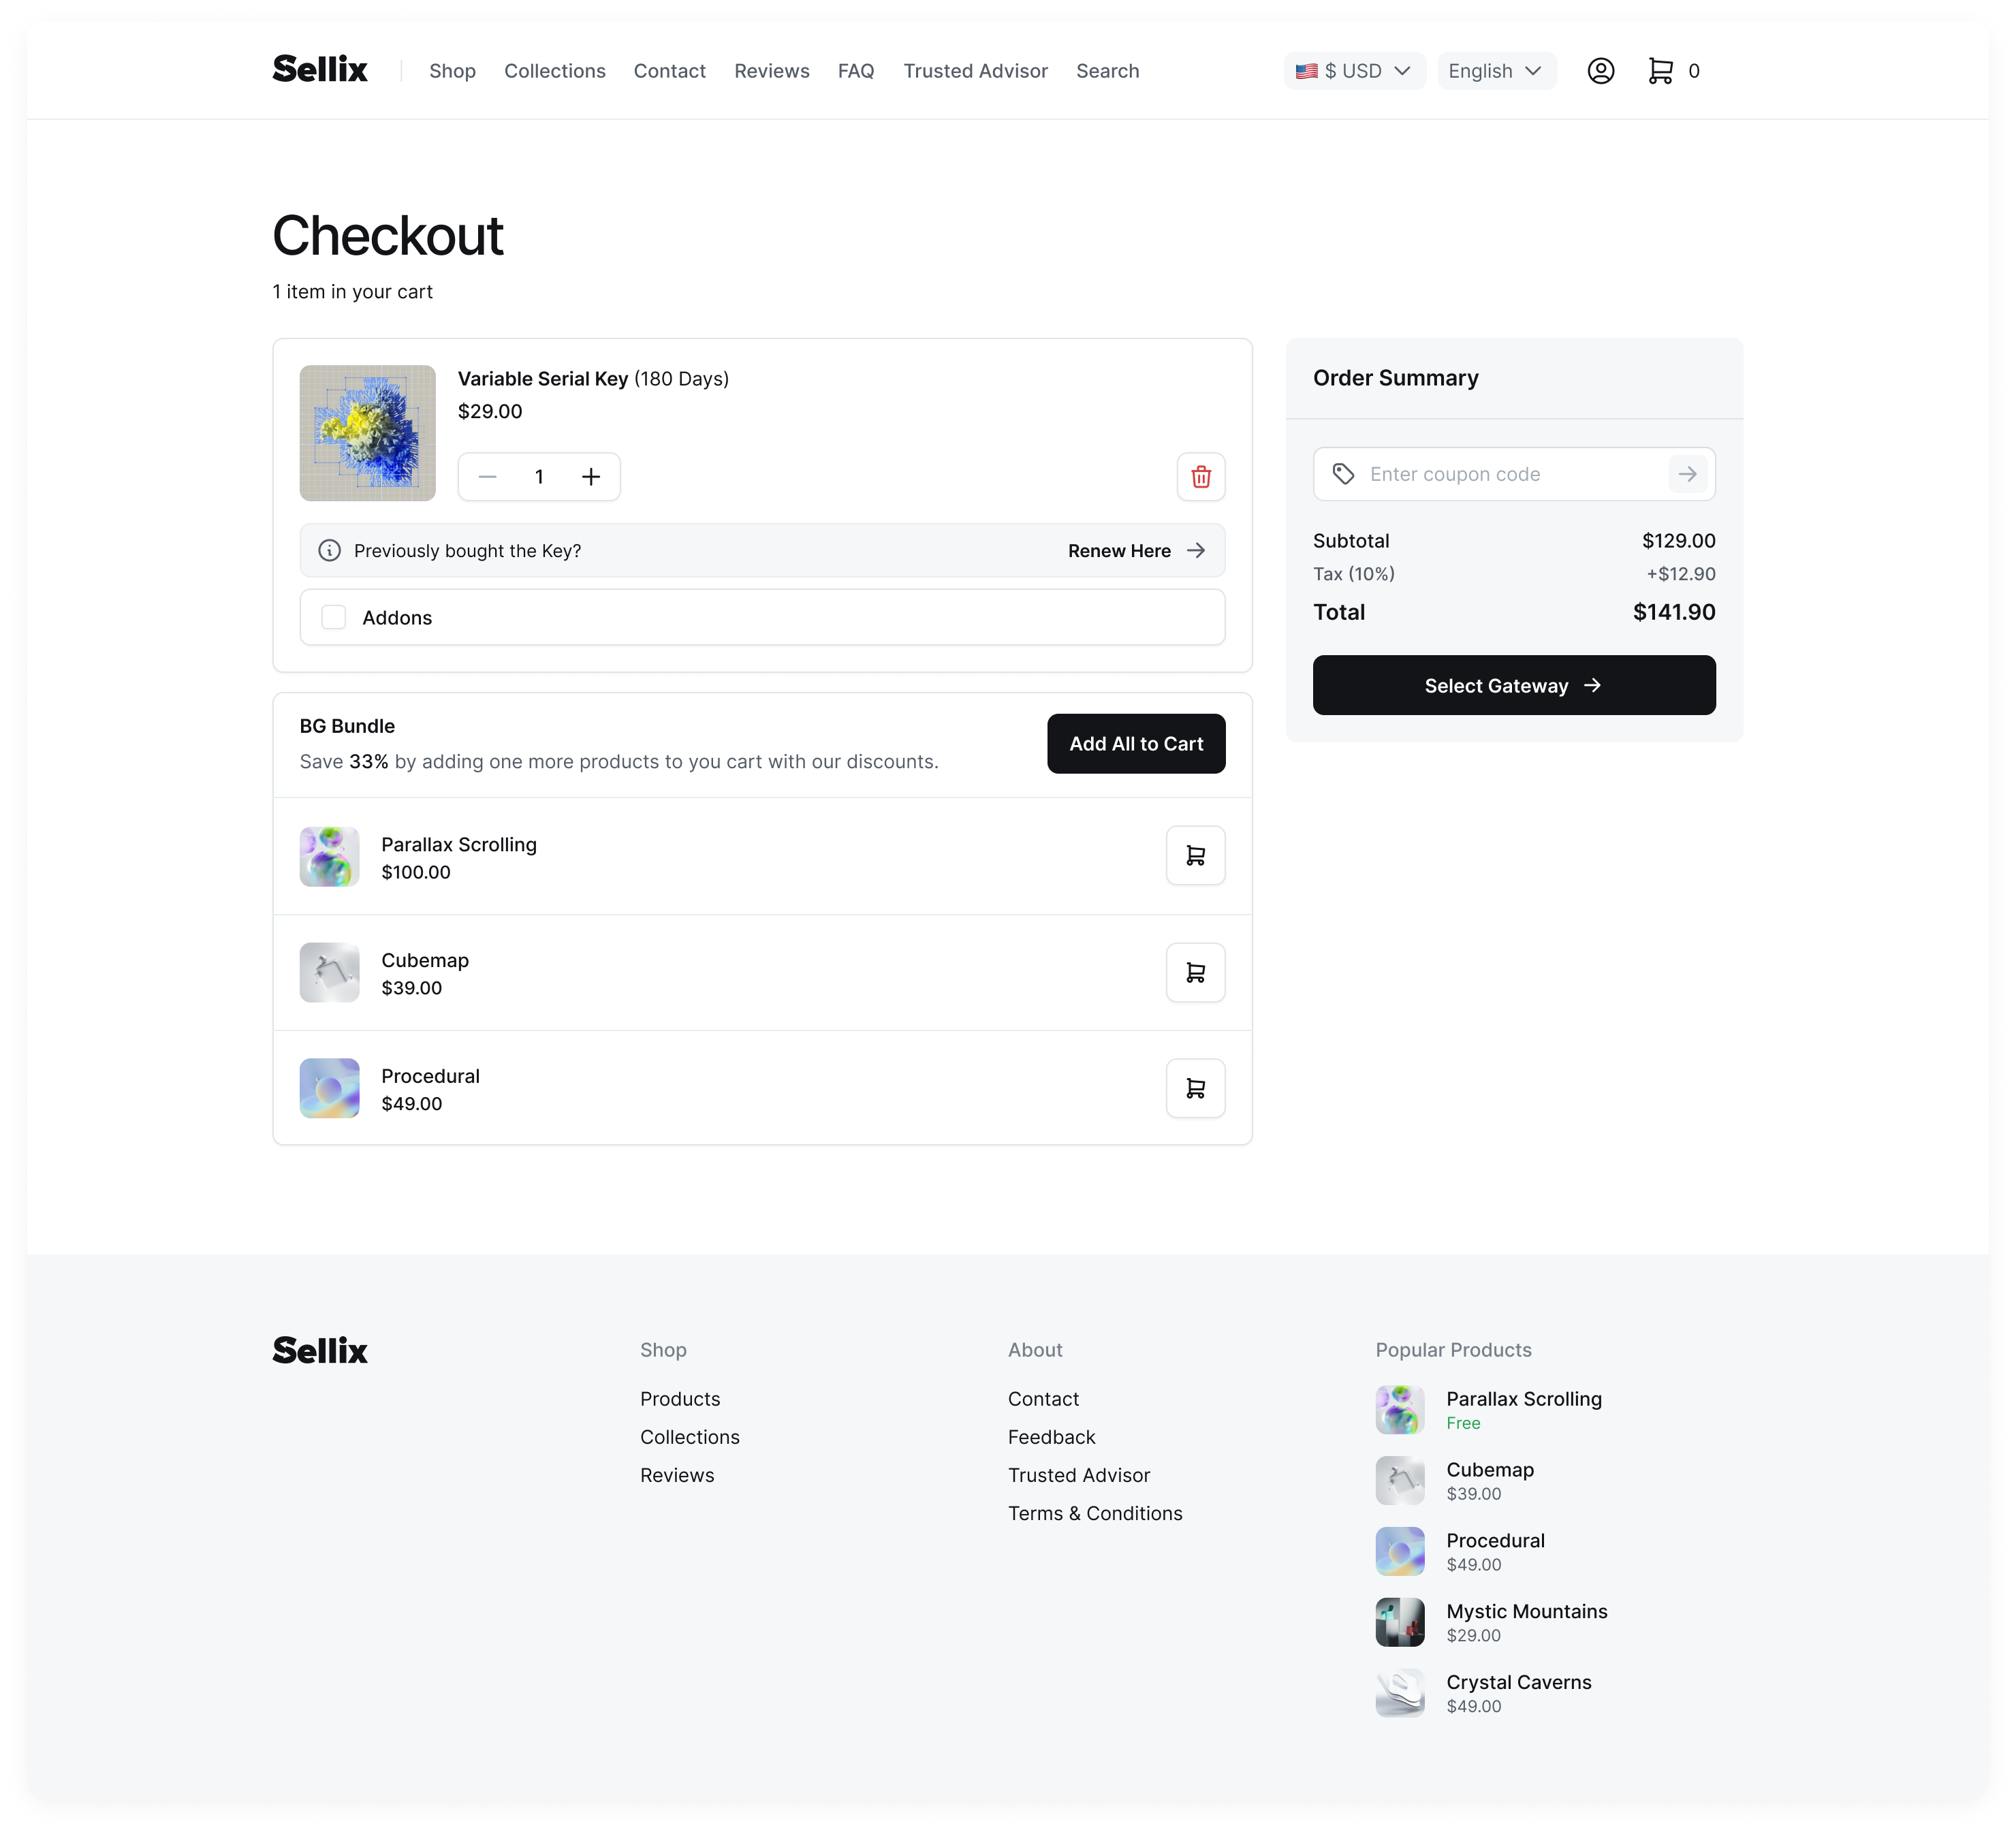 Sellix
Shop Collections Contact Reviews FAQ Trusted Advisor Search
$ USD English 0
Checkout
1 item in your cart
Variable Serial Key (180 Days)
$29.00
1
Previously bought the Key? Renew Here
Addons
BG Bundle
Save 33% by adding one more products to you cart with our discounts.
Add All to Cart
Parallax Scrolling
$100.00
Cubemap
$39.00
Procedural
$49.00
Order Summary
Enter coupon code
Subtotal $129.00
Tax (10%) +$12.90
Total $141.90
Select Gateway
Sellix
Shop
Products
Collections
Reviews
About
Contact
Feedback
Trusted Advisor
Terms & Conditions
Popular Products
Parallax Scrolling
Free
Cubemap
$39.00
Procedural
$49.00
Mystic Mountains
$29.00
Crystal Caverns
$49.00